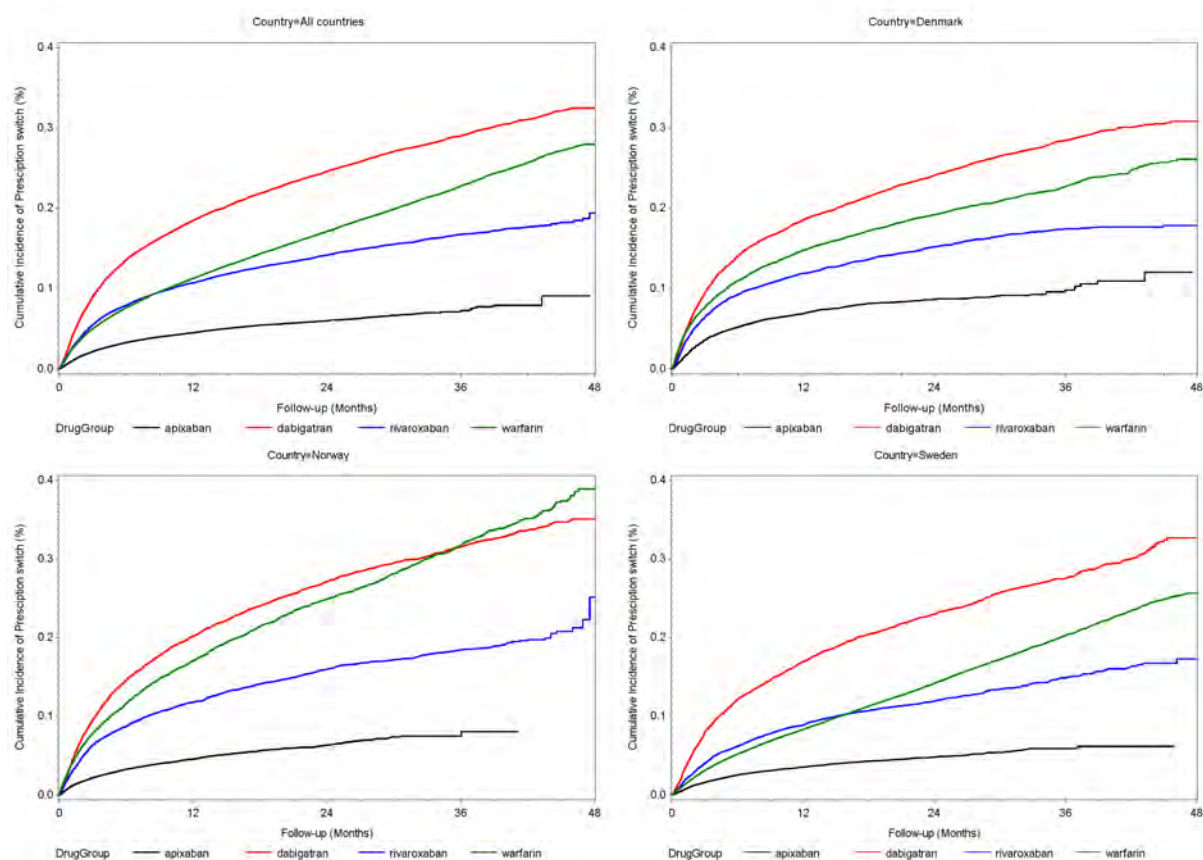 Country=All countries
Cumulative Incidence of Presciption switch (%)
0.4
0.3
0.2
0.1
0.0
0 12 24 36 48
Follow-up (Months)
DrugGroup apixaban dabigatran rivaroxaban warfarin
Country=Denmark
Cumulative Incidence of Presciption switch (%)
0.4
0.3
0.2
0.1
0.0
0 12 24 36 48
Follow-up (Months)
DrugGroup apixaban dabigatran rivaroxaban warfarin
Country=Norway
Cumulative Incidence of Presciption switch (%)
0.4
0.3
0.2
0.1
0.0
0 12 24 36 48
Follow-up (Months)
DrugGroup apixaban dabigatran rivaroxaban warfarin
Country=Sweden
Cumulative Incidence of Presciption switch (%)
0.4
0.3
0.2
0.1
0.0
0 12 24 36 48
Follow-up (Months)
DrugGroup apixaban dabigatran rivaroxaban warfarin